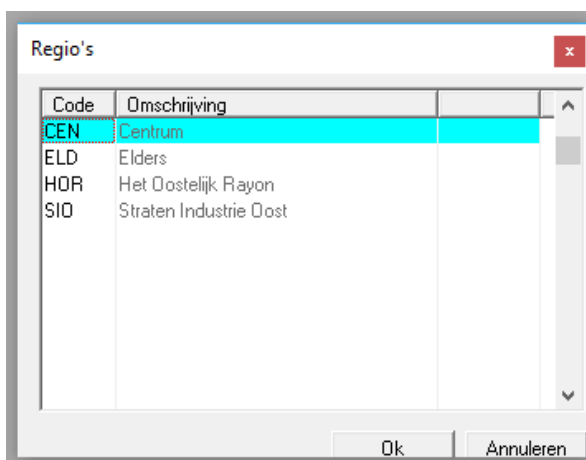 Regio's
x
Code Omschrijving
CEN Centrum
ELD Elders
HOR Het Oostelijk Rayon
SIO Straten Industrie Oost
Ok Annuleren